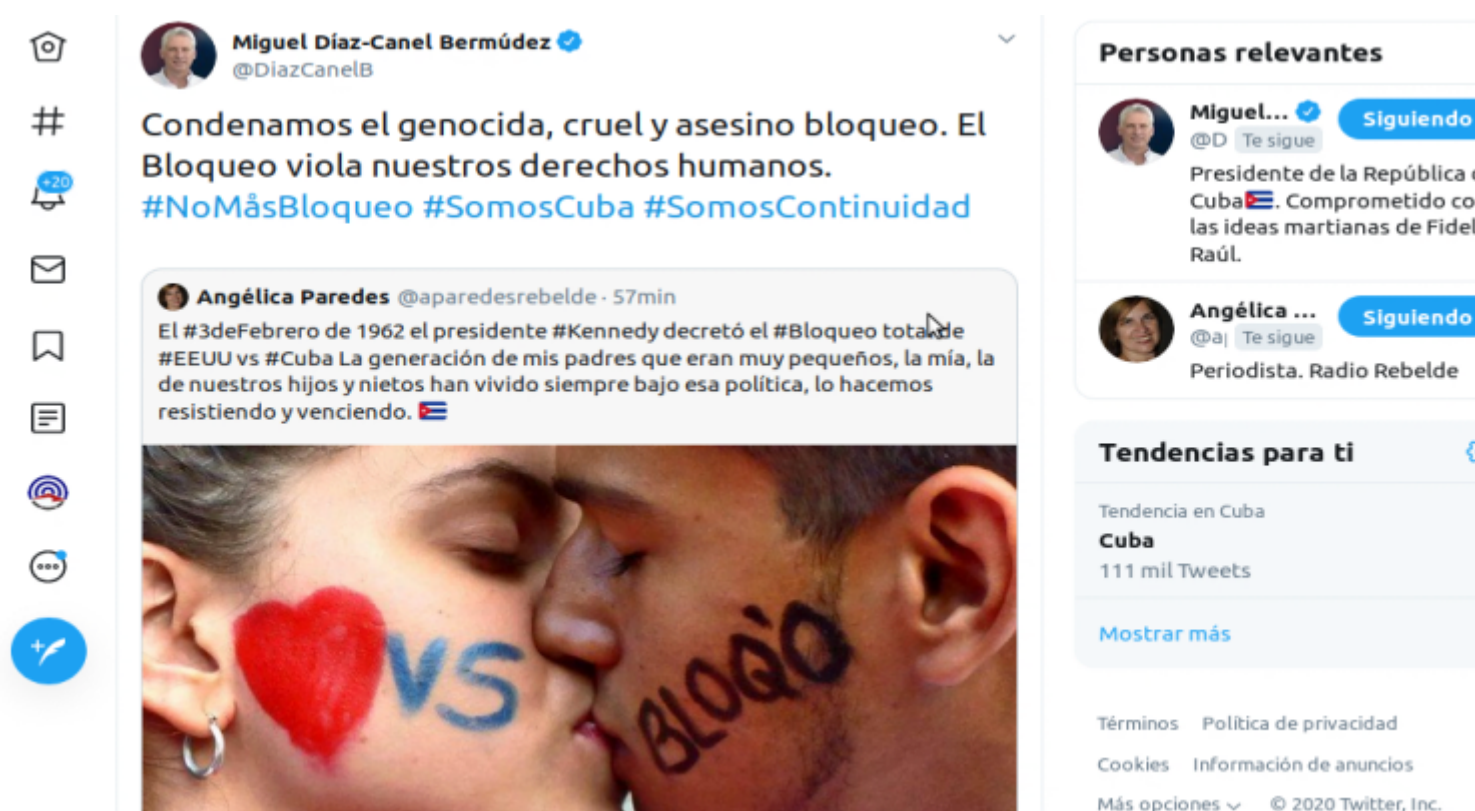 Miguel Díaz-Canel Bermúdez
@DiazCanelB
Condenamos el genocida, cruel y asesino bloqueo. El
Bloqueo viola nuestros derechos humanos.
#NoMåsBloqueo #SomosCuba #SomosContinuidad
Angélica Paredes @aparedesrebelde · 57min
El #3deFebrero de 1962 el presidente #Kennedy decretó el #Bloqueo total de
#EEUU vs #Cuba La generación de mis padres que eran muy pequeños, la mía, la
de nuestros hijos y nietos han vivido siempre bajo esa política, lo hacemos
resistiendo y venciendo.
VS
BLOQ'O
+20
Personas relevantes
Miguel... Siguiendo
@D Te sigue
Presidente de la República
Cuba. Comprometido co
las ideas martianas de Fidel
Raúl.
Angélica ... Siguiendo
@a Te sigue
Periodista. Radio Rebelde
Tendencias para ti
Tendencia en Cuba
Cuba
111 mil Tweets
Mostrar más
Términos Política de privacidad
Cookies Información de anuncios
Más opciones © 2020 Twitter, Inc.